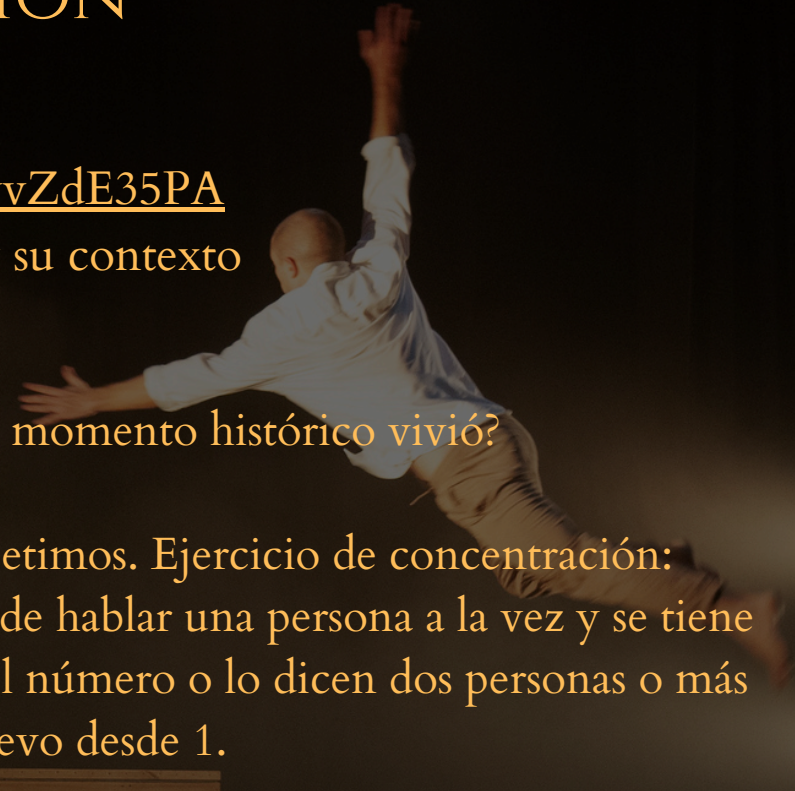 vZdE35PA
su contexto
momento histórico vivió?
etimos. Ejercicio de concentración:
de hablar una persona a la vez y se tiene
l número o lo dicen dos personas o más
evo desde 1.